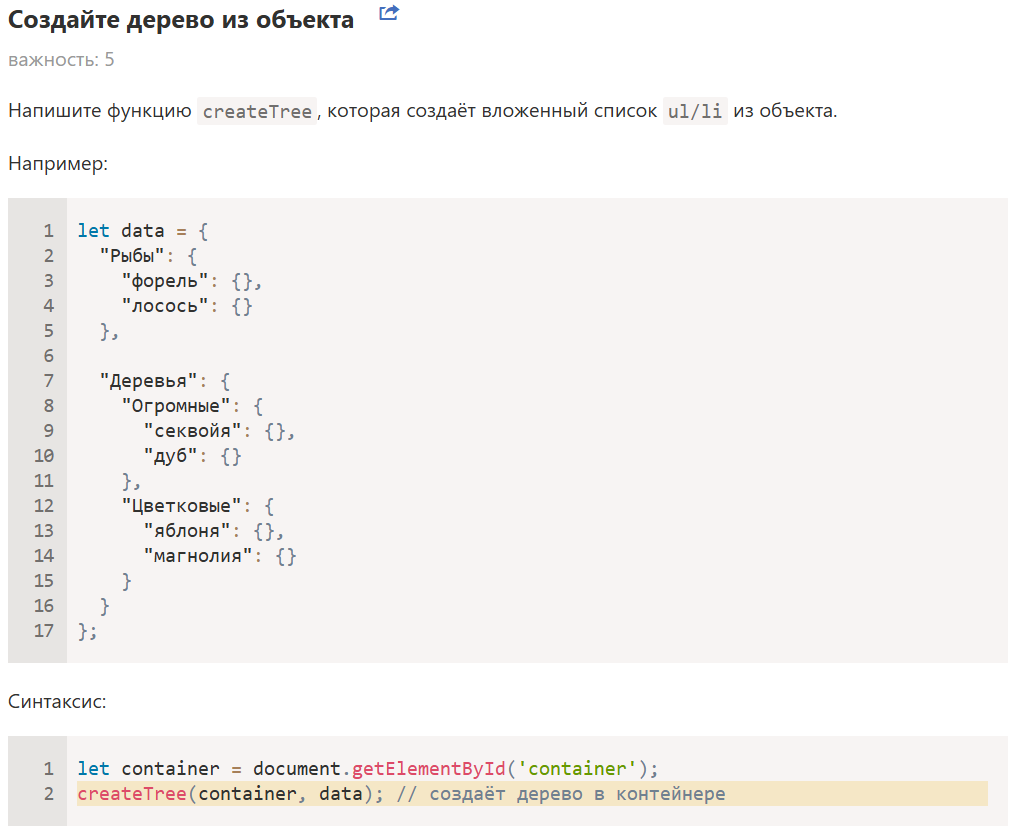 Создайте дерево из объекта
важность: 5
Напишите функцию createTree, которая создаёт вложенный список ul/li из объекта.
Например:
1 let data = {
2   "Рыбы": {
3     "форель": {},
4     "лосось": {}
5   },
6
7   "Деревья": {
8     "Огромные": {
9       "секвойя": {},
10       "дуб": {}
11     },
12     "Цветковые": {
13       "яблоня": {},
14       "магнолия": {}
15     }
16   }
17 };
Синтаксис:
1 let container = document.getElementById('container');
2 createTree(container, data); // создаёт дерево в контейнере